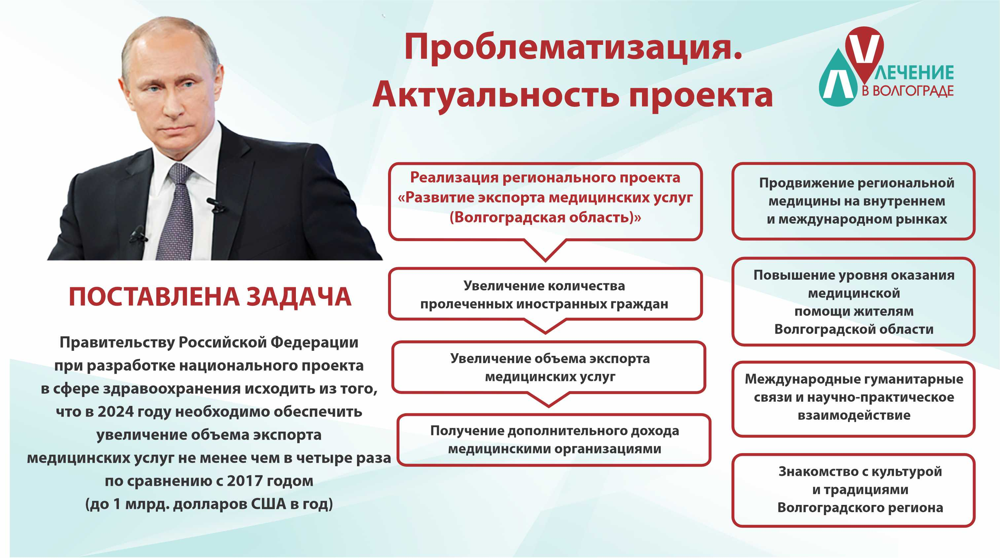 Проблематизация.
Актуальность проекта
ЛV
ЛЕЧЕНИЕ
В ВОЛГОГРАДЕ
ПОСТАВЛЕНА ЗАДАЧА
Правительству Российской Федерации
при разработке национального проекта
в сфере здравоохранения исходить из того,
что в 2024 году необходимо обеспечить
увеличение объема экспорта
медицинских услуг не менее чем в четыре раза
по сравнению с 2017 годом
(до 1 млрд. долларов США в год)
Реализация регионального проекта
«Развитие экспорта медицинских услуг
(Волгоградская область)»
Увеличение количества
пролеченных иностранных граждан
Увеличение объема экспорта
медицинских услуг
Получение дополнительного дохода
медицинскими организациями
Продвижение региональной
медицины на внутреннем
и международном рынках
Повышение уровня оказания
медицинской
помощи жителям
Волгоградской области
Международные гуманитарные
связи и научно-практическое
взаимодействие
Знакомство с культурой
и традициями
Волгоградского региона